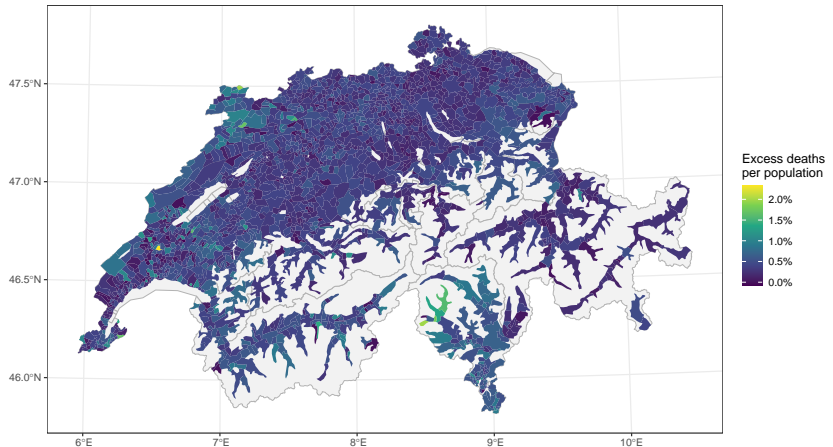 47.5°N
47.0°N
46.5°N
46.0°N
6°E
7°E
8°E
9°E
10°E
Excess deaths
per population
2.0%
1.5%
1.0%
0.5%
0.0%